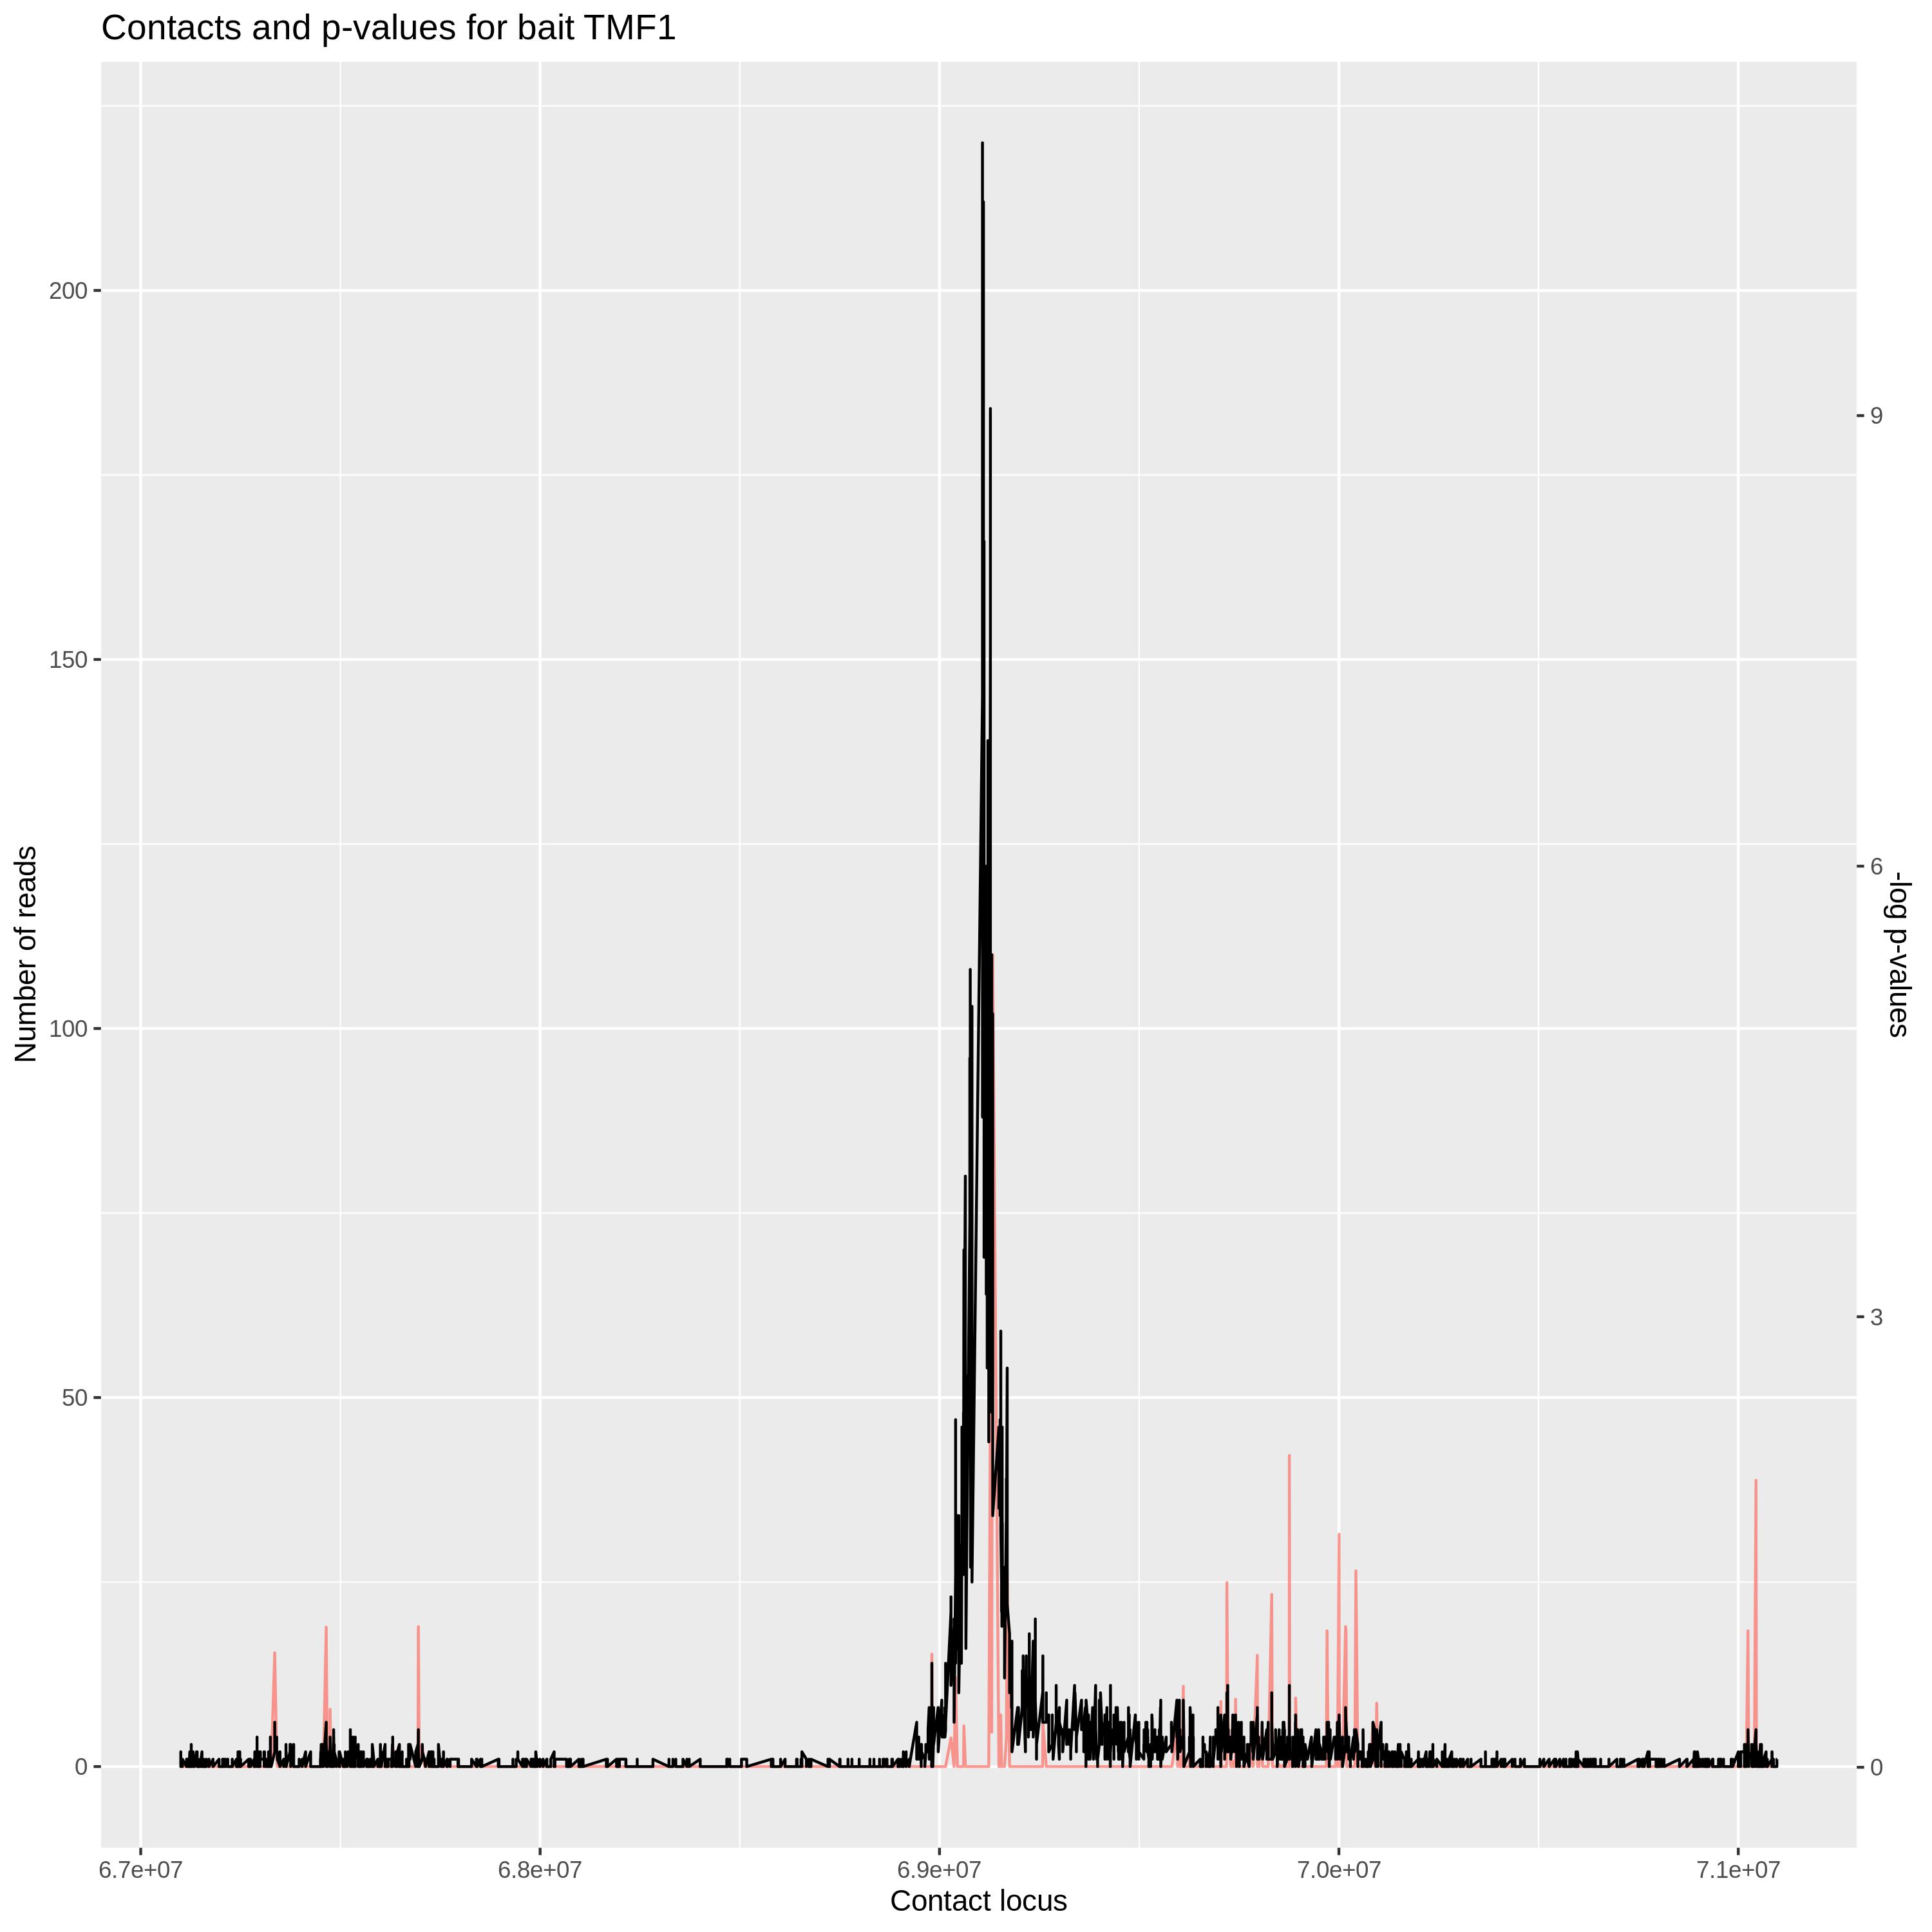 Contacts and p-values for bait TMF1
200
150
100
50
0
9
6
3
0
Number of reads
-log p-values
6.7e+07
6.8e+07
6.9e+07
7.0e+07
7.1e+07
Contact locus